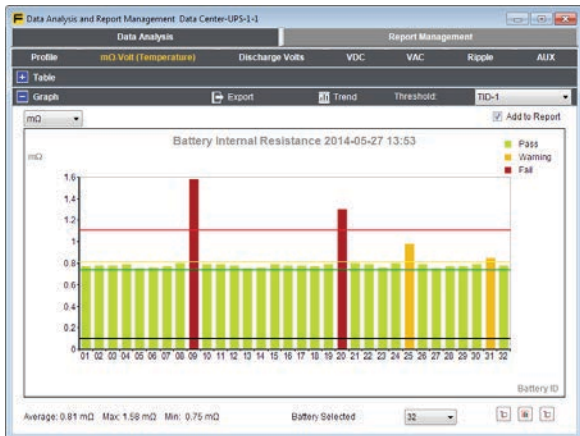 Data Analysis and Report Management Data Center-UPS-1-1
Data Analysis Report Management
Profile mΩ-Volt (Temperature) Discharge Volts VDC VAC Ripple AUX
Table
Graph Export Trend Threshold: TID-1
mΩ Add to Report
Battery Internal Resistance 2014-05-27 13:53
mΩ
Pass
Warning
Fail
1.6
1.4
1.2
1
0.8
0.6
0.4
0.2
0
01 02 03 04 05 06 07 08 09 10 11 12 13 14 15 16 17 18 19 20 21 22 23 24 25 26 27 28 29 30 31 32
Battery ID
Average: 0.81 mΩ Max: 1.58 mΩ Min: 0.75 mΩ Battery Selected 32